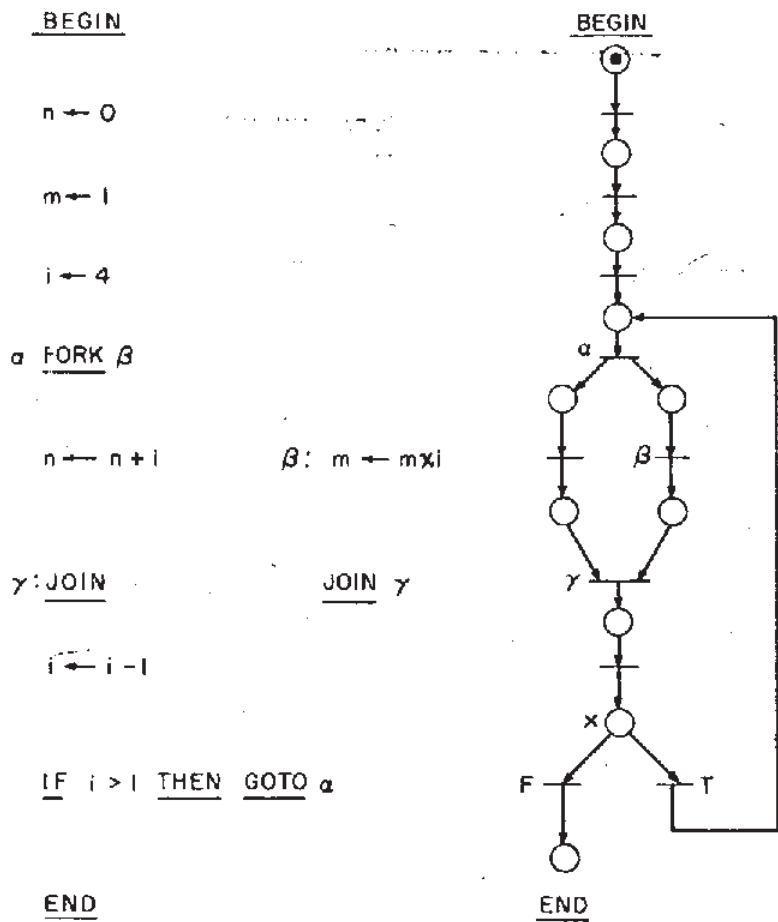 BEGIN
n ← 0
m ← 1
i ← 4
α FORK β
n ← n + i
β: m ← m×i
γ: JOIN
JOIN γ
i ← i - 1
IF i > 1 THEN GOTO α
END
BEGIN
α
β
γ
x
F
T
END